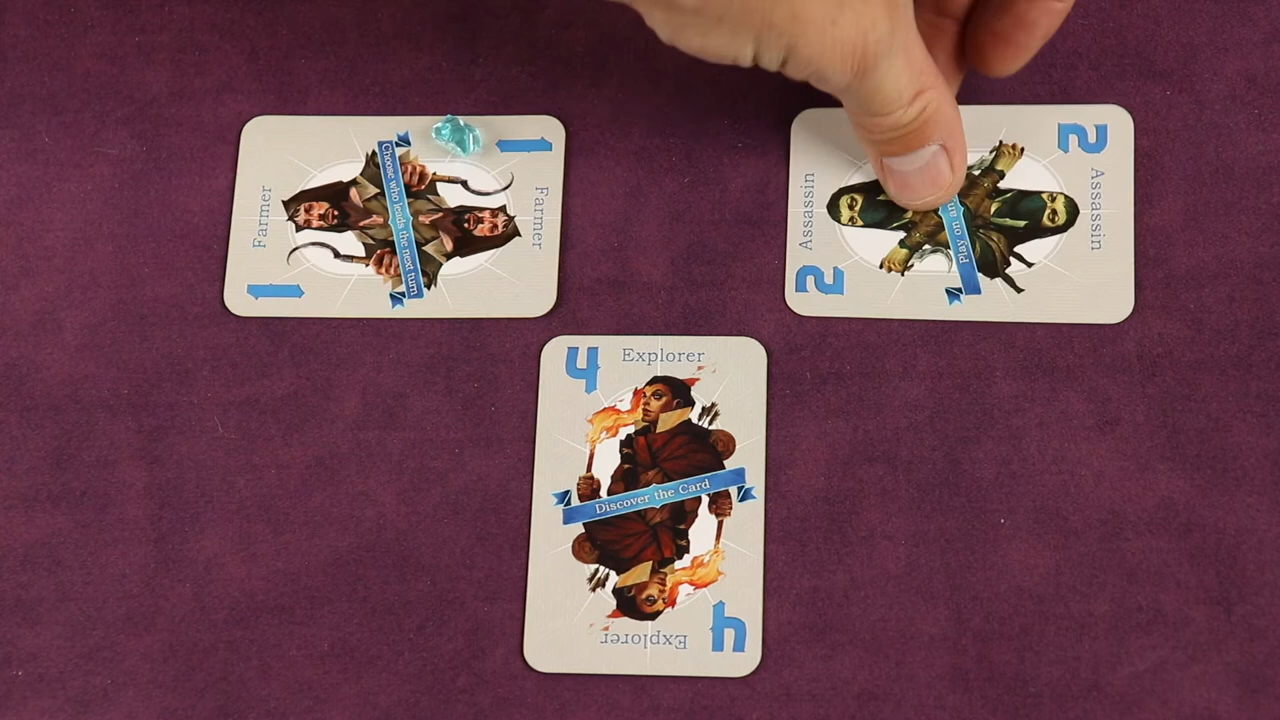 1
Farmer
Choose who leads the next turn
Farmer
1
2
Assassin
Play on
Assassin
2
4
Explorer
Discover the Card
Explorer
4